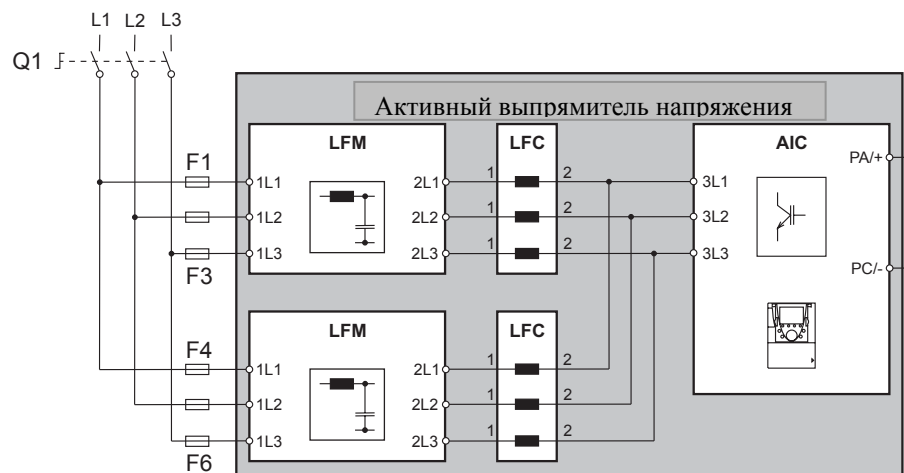 L1 L2 L3
Q1
Активный выпрямитель напряжения
LFM LFC AIC
F1
1L1 2L1 1 2 3L1 PA/+
1L2 2L2 1 2 3L2
1L3 2L3 1 2 3L3
F3 PC/-
LFM LFC
F4
1L1 2L1 1 2
1L2 2L2 1 2
1L3 2L3 1 2
F6